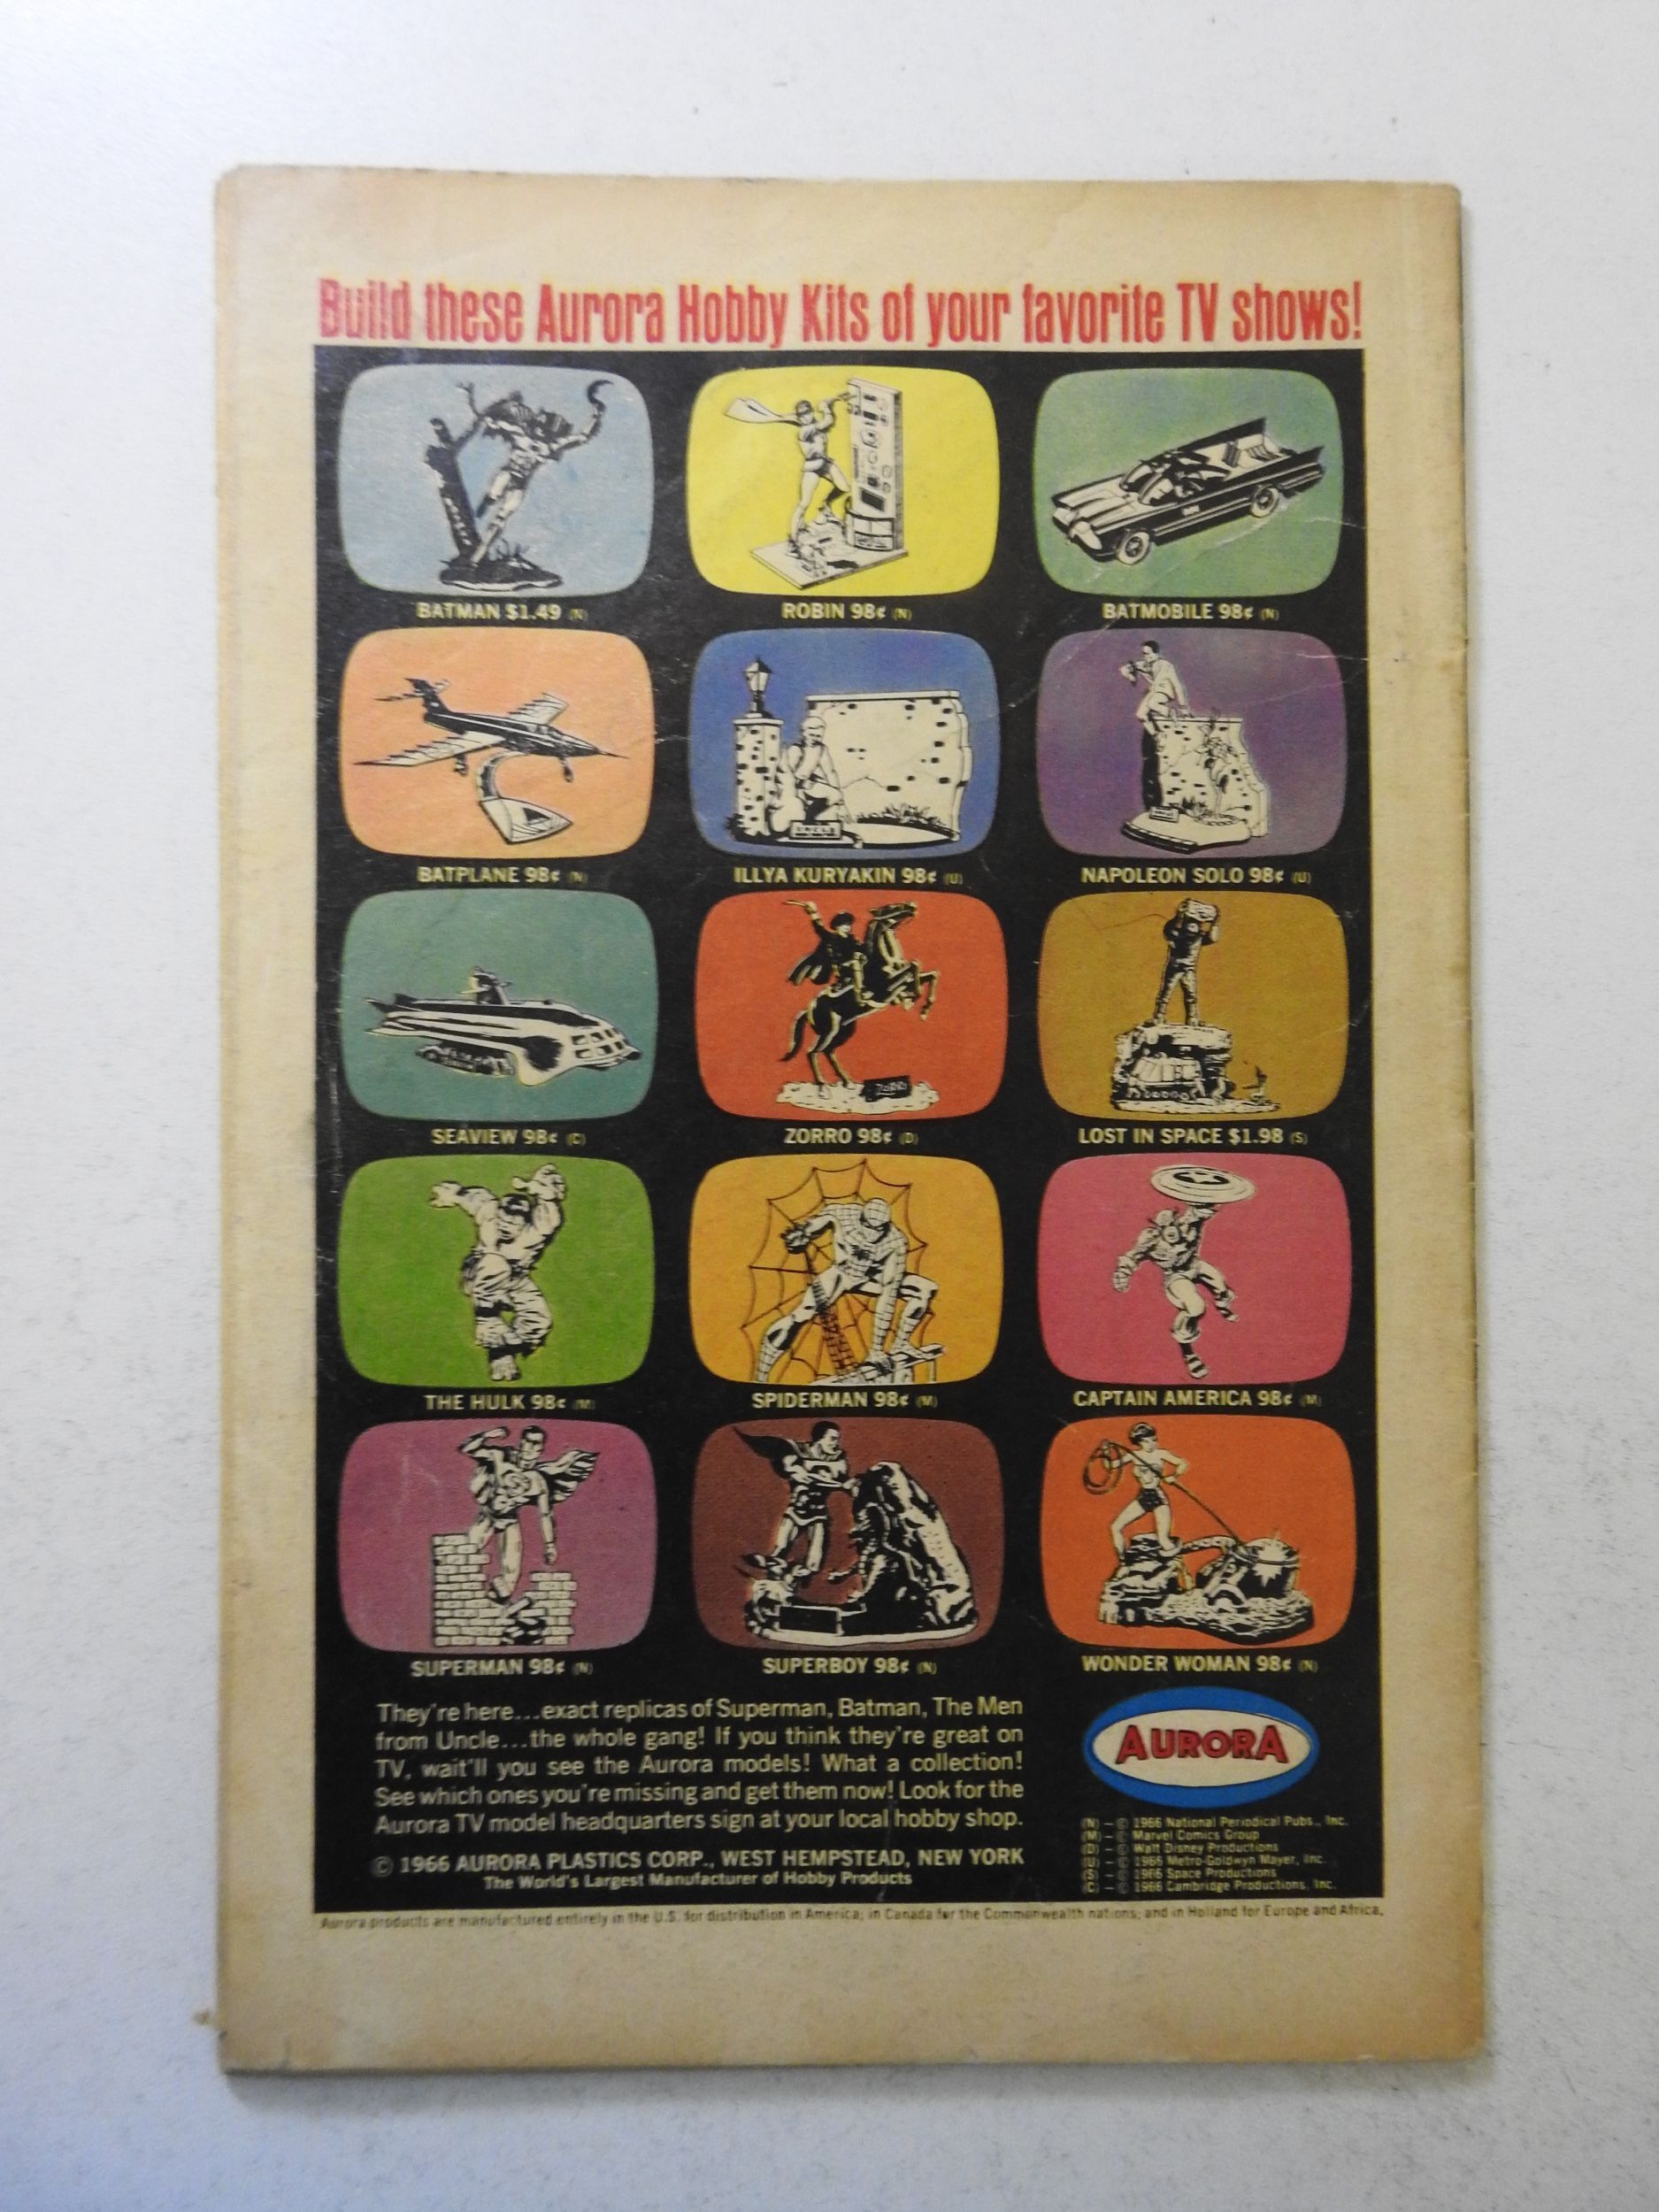 Build these Aurora Hobby Kits of your favorite TV shows!
BATMAN $1.49 (N)
ROBIN 98¢ (N)
BATMOBILE 98¢ (N)
BATPLANE 98¢ (N)
UNCLE
ILLYA KURYAKIN 98¢ (U)
NAPOLEON SOLO 98¢ (U)
SEAVIEW 98¢ (C)
ZORRO
ZORRO 98¢ (D)
LOST IN SPACE $1.98 (S)
THE HULK 98¢ (M)
SPIDERMAN 98¢ (M)
CAPTAIN AMERICA 98¢ (M)
SUPERMAN 98¢ (N)
SUPERBOY 98¢ (N)
WONDER WOMAN 98¢ (N)
They're here...exact replicas of Superman, Batman, The Men
from Uncle...the whole gang! If you think they're great on
TV, wait'll you see the Aurora models! What a collection!
See which ones you're missing and get them now! Look for the
Aurora TV model headquarters sign at your local hobby shop.
© 1966 AURORA PLASTICS CORP., WEST HEMPSTEAD, NEW YORK
The World's Largest Manufacturer of Hobby Products
AURORA
(N) – © 1966 National Periodical Pubs., Inc.
(M) – © Marvel Comics Group
(D) – © Walt Disney Productions
(U) – © 1966 Metro-Goldwyn Mayer, Inc.
(S) – © 1966 Space Productions
(C) – © 1966 Cambridge Productions, Inc.
Aurora products are manufactured entirely in the U.S. for distribution in America; in Canada for the Commonwealth nations; and in Holland for Europe and Africa.